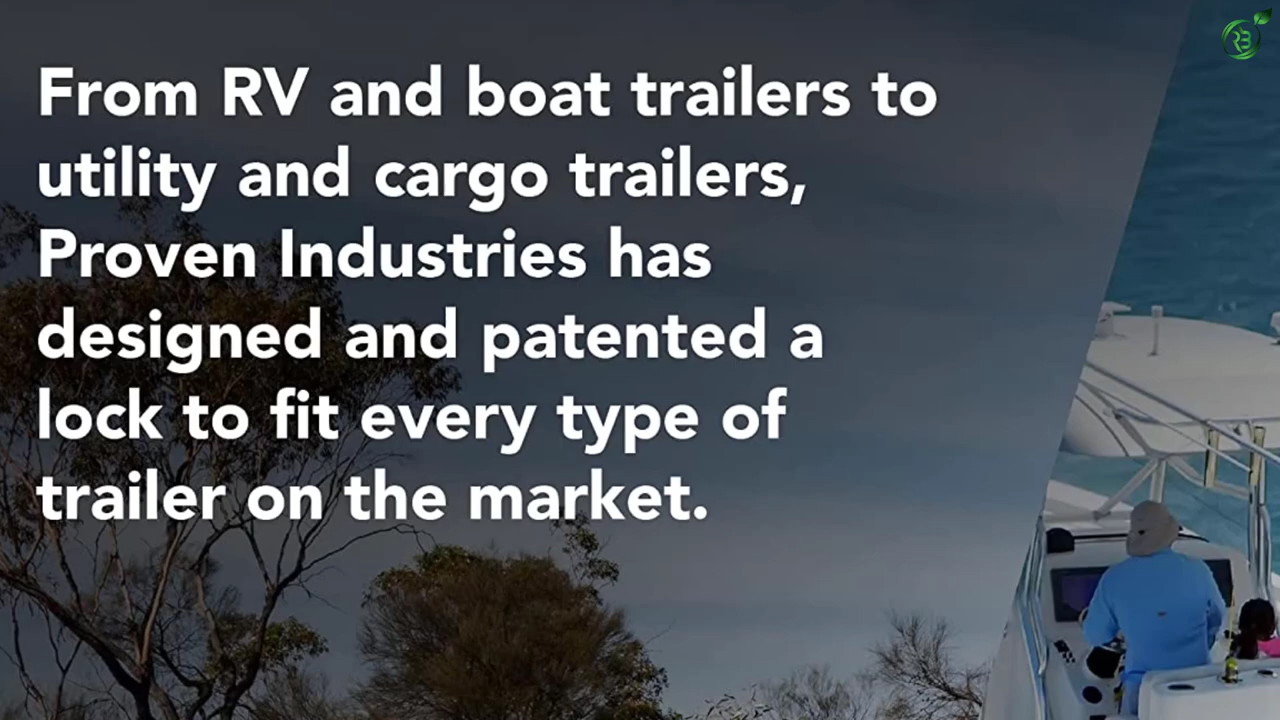 From RV and boat trailers to
utility and cargo trailers,
Proven Industries has
designed and patented a
lock to fit every type of
trailer on the market.
RB